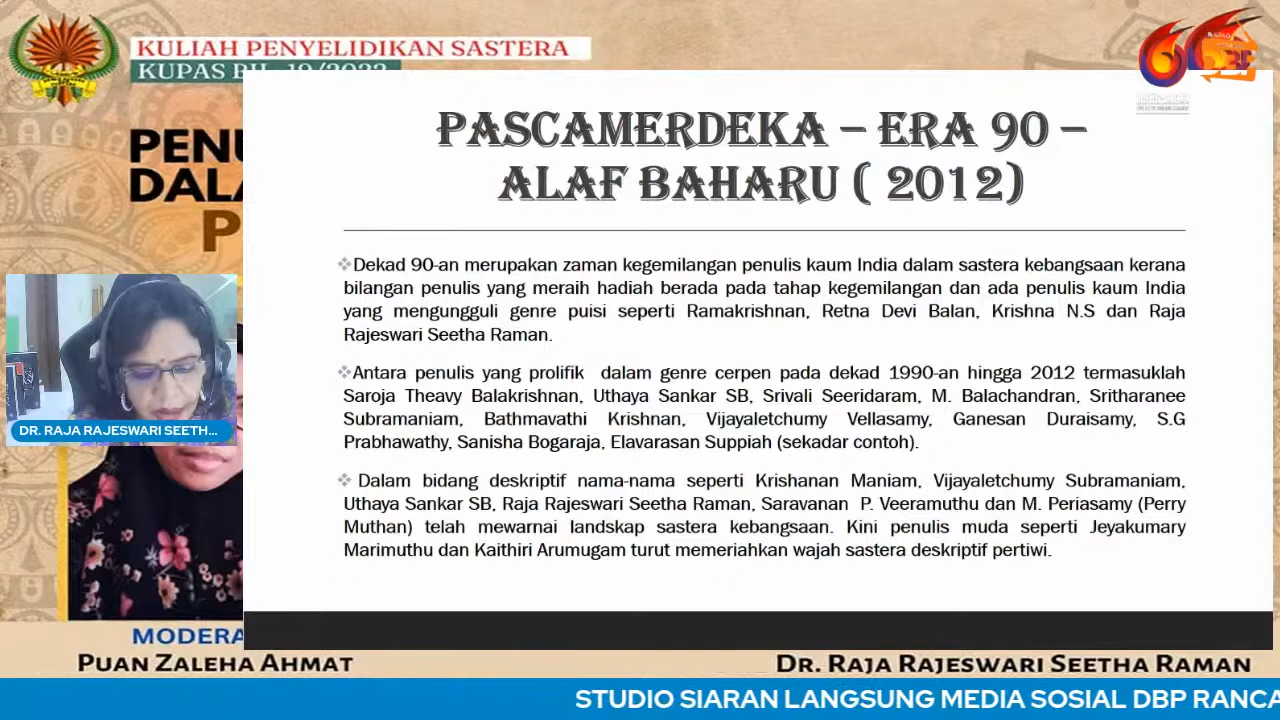 KULIAH PENYELIDIKAN SASTERA
PASCAMERDEKA – ERA 90 –
ALAF BAHARU ( 2012)
❖Dekad 90-an merupakan zaman kegemilangan penulis kaum India dalam sastera kebangsaan kerana
bilangan penulis yang meraih hadiah berada pada tahap kegemilangan dan ada penulis kaum India
yang mengungguli genre puisi seperti Ramakrishnan, Retna Devi Balan, Krishna N.S dan Raja
Rajeswari Seetha Raman.
❖Antara penulis yang prolifik dalam genre cerpen pada dekad 1990-an hingga 2012 termasuklah
Saroja Theavy Balakrishnan, Uthaya Sankar SB, Srivali Seeridaram, M. Balachandran, Sritharanee
Subramaniam, Bathmavathi Krishnan, Vijayaletchumy Vellasamy, Ganesan Duraisamy, S.G
Prabhawathy, Sanisha Bogaraja, Elavarasan Suppiah (sekadar contoh).
❖ Dalam bidang deskriptif nama-nama seperti Krishanan Maniam, Vijayaletchumy Subramaniam,
Uthaya Sankar SB, Raja Rajeswari Seetha Raman, Saravanan P. Veeramuthu dan M. Periasamy (Perry
Muthan) telah mewarnai landskap sastera kebangsaan. Kini penulis muda seperti Jeyakumary
Marimuthu dan Kaithiri Arumugam turut memeriahkan wajah sastera deskriptif pertiwi.
DR. RAJA RAJESWARI SEETH...
MODERA
PUAN ZALEHA AHMAT
DR. RAJA RAJESWARI SEETHA RAMAN
STUDIO SIARAN LANGSUNG MEDIA SOSIAL DBP RANCA